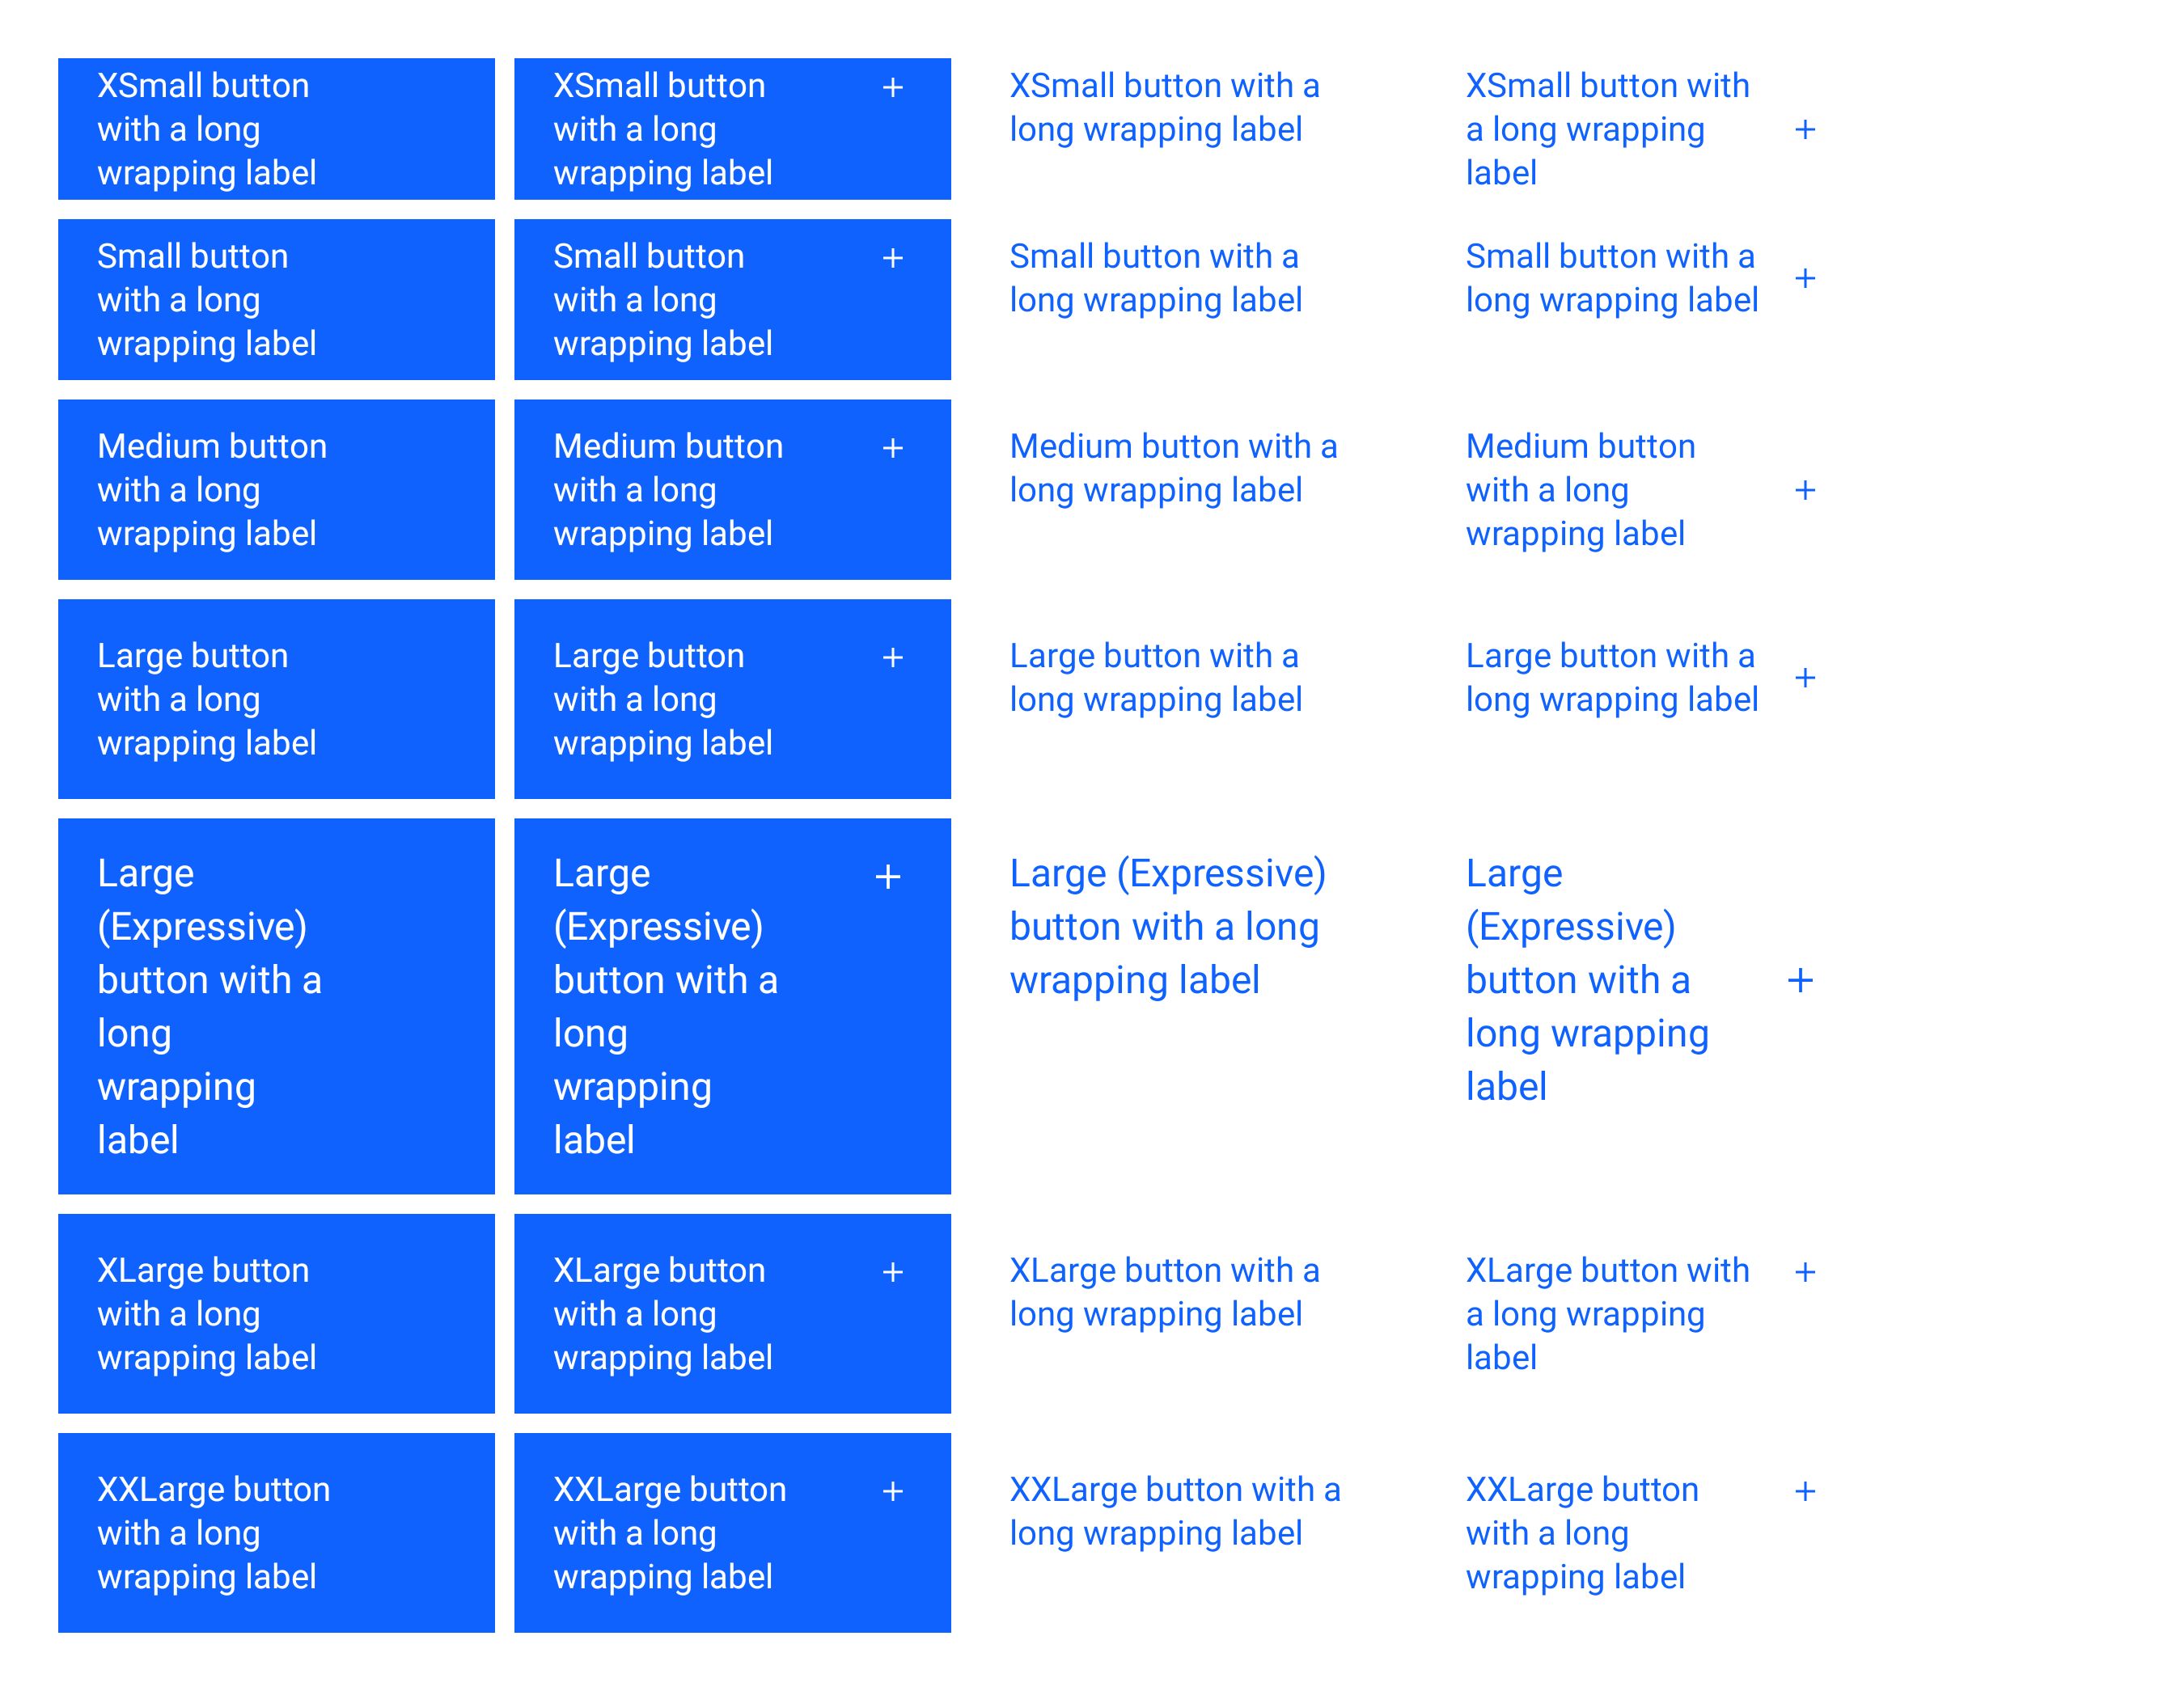 XSmall button
with a long
wrapping label
XSmall button
with a long
wrapping label
XSmall button with a
long wrapping label
XSmall button with
a long wrapping
label
Small button
with a long
wrapping label
Small button
with a long
wrapping label
Small button with a
long wrapping label
Small button with a
long wrapping label
Medium button
with a long
wrapping label
Medium button
with a long
wrapping label
Medium button with a
long wrapping label
Medium button
with a long
wrapping label
Large button
with a long
wrapping label
Large button
with a long
wrapping label
Large button with a
long wrapping label
Large button with a
long wrapping label
Large
(Expressive)
button with a
long
wrapping
label
Large
(Expressive)
button with a
long
wrapping
label
Large (Expressive)
button with a long
wrapping label
Large
(Expressive)
button with a
long wrapping
label
XLarge button
with a long
wrapping label
XLarge button
with a long
wrapping label
XLarge button with a
long wrapping label
XLarge button with
a long wrapping
label
XXLarge button
with a long
wrapping label
XXLarge button
with a long
wrapping label
XXLarge button with a
long wrapping label
XXLarge button
with a long
wrapping label